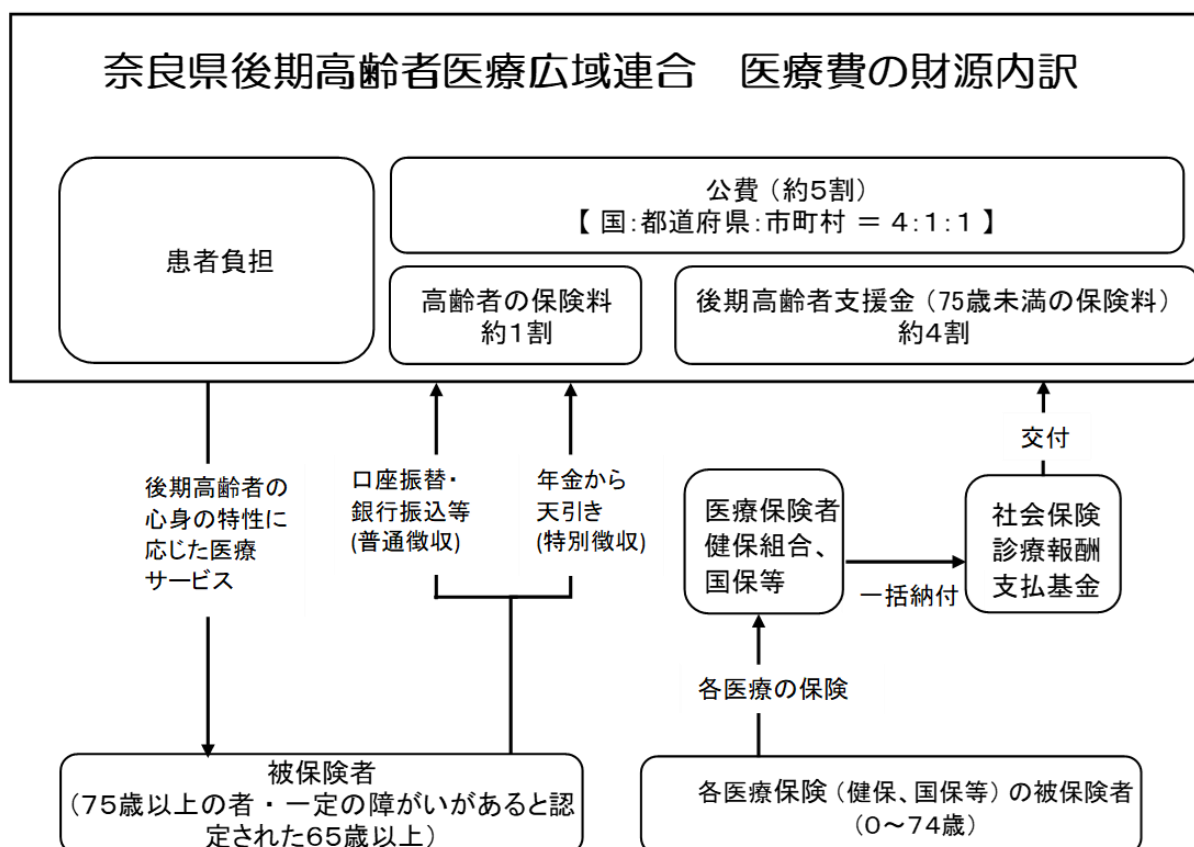 奈良県後期高齢者医療広域連合　医療費の財源内訳
患者負担
公費（約５割）
【 国：都道府県：市町村 ＝ ４：１：１ 】
高齢者の保険料
約１割
後期高齢者支援金（75歳未満の保険料）
約４割
後期高齢者の
心身の特性に
応じた医療
サービス
口座振替・
銀行振込等
(普通徴収)
年金から
天引き
(特別徴収)
医療保険者
健保組合、
国保等
一括納付
社会保険
診療報酬
支払基金
交付
各医療の保険
被保険者
（７５歳以上の者・一定の障がいがあると認
定された６５歳以上）
各医療保険（健保、国保等）の被保険者
（０～７４歳）